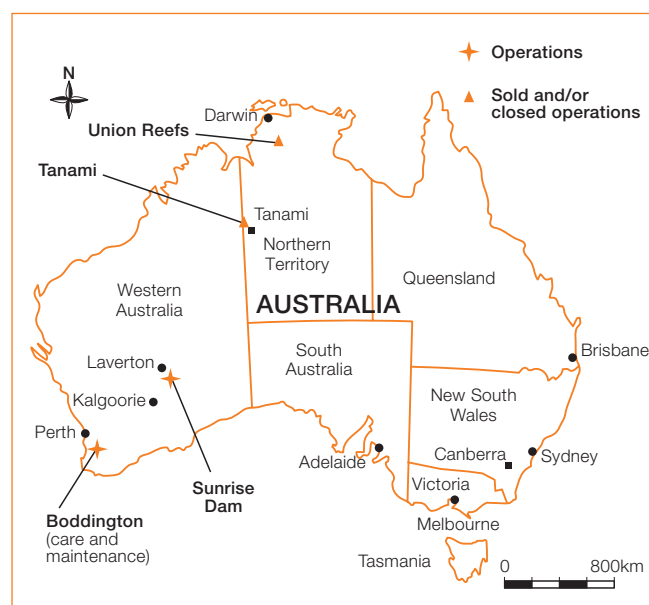 Operations
N
Sold and/or
closed operations
Darwin
Union Reefs
Tanami
Tanami
Northern
Territory
Queensland
Western
Australia
AUSTRALIA
South
Australia
Brisbane
Laverton
New South
Wales
Kalgoorie
Perth
Adelaide
Canberra
Sydney
Sunrise
Dam
Victoria
Boddington
(care and
maintenance)
Melbourne
Tasmania
0 800km